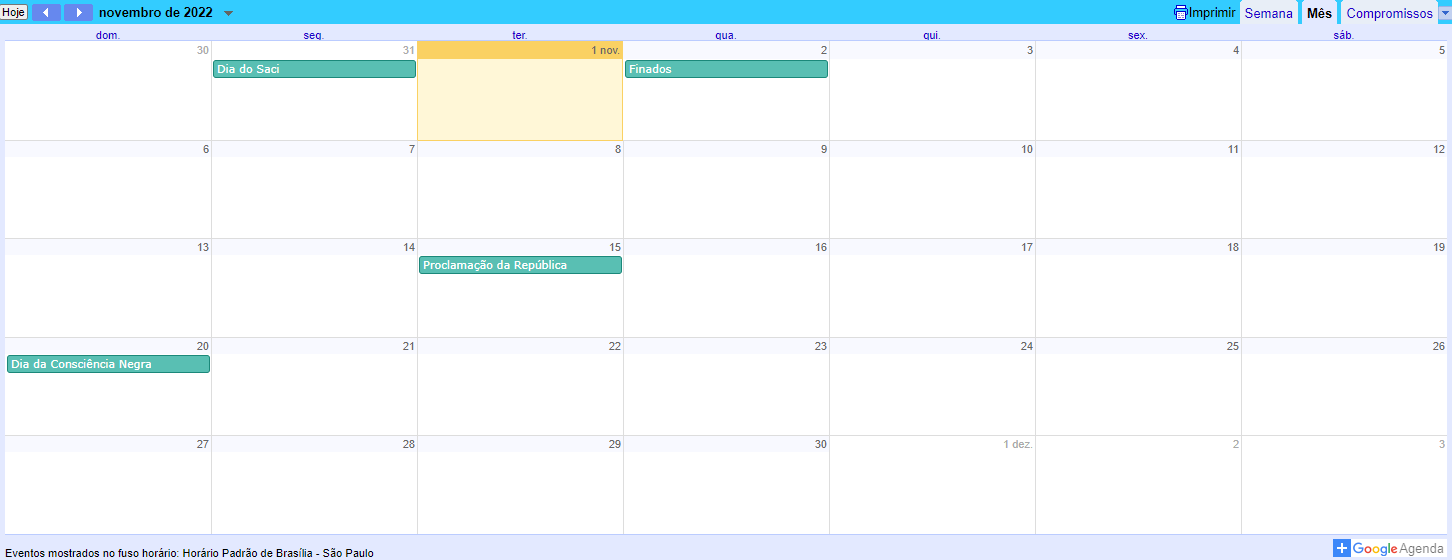 Hoje novembro de 2022 Imprimir Semana Mês Compromissos
dom. seg. ter. qua. qui. sex. sáb.
30 31 1 nov. 2 3 4 5
Dia do Saci Finados
6 7 8 9 10 11 12
13 14 15 16 17 18 19
Proclamação da República
20 21 22 23 24 25 26
Dia da Consciência Negra
27 28 29 30 1 dez. 2 3
Eventos mostrados no fuso horário: Horário Padrão de Brasília - São Paulo
Google Agenda